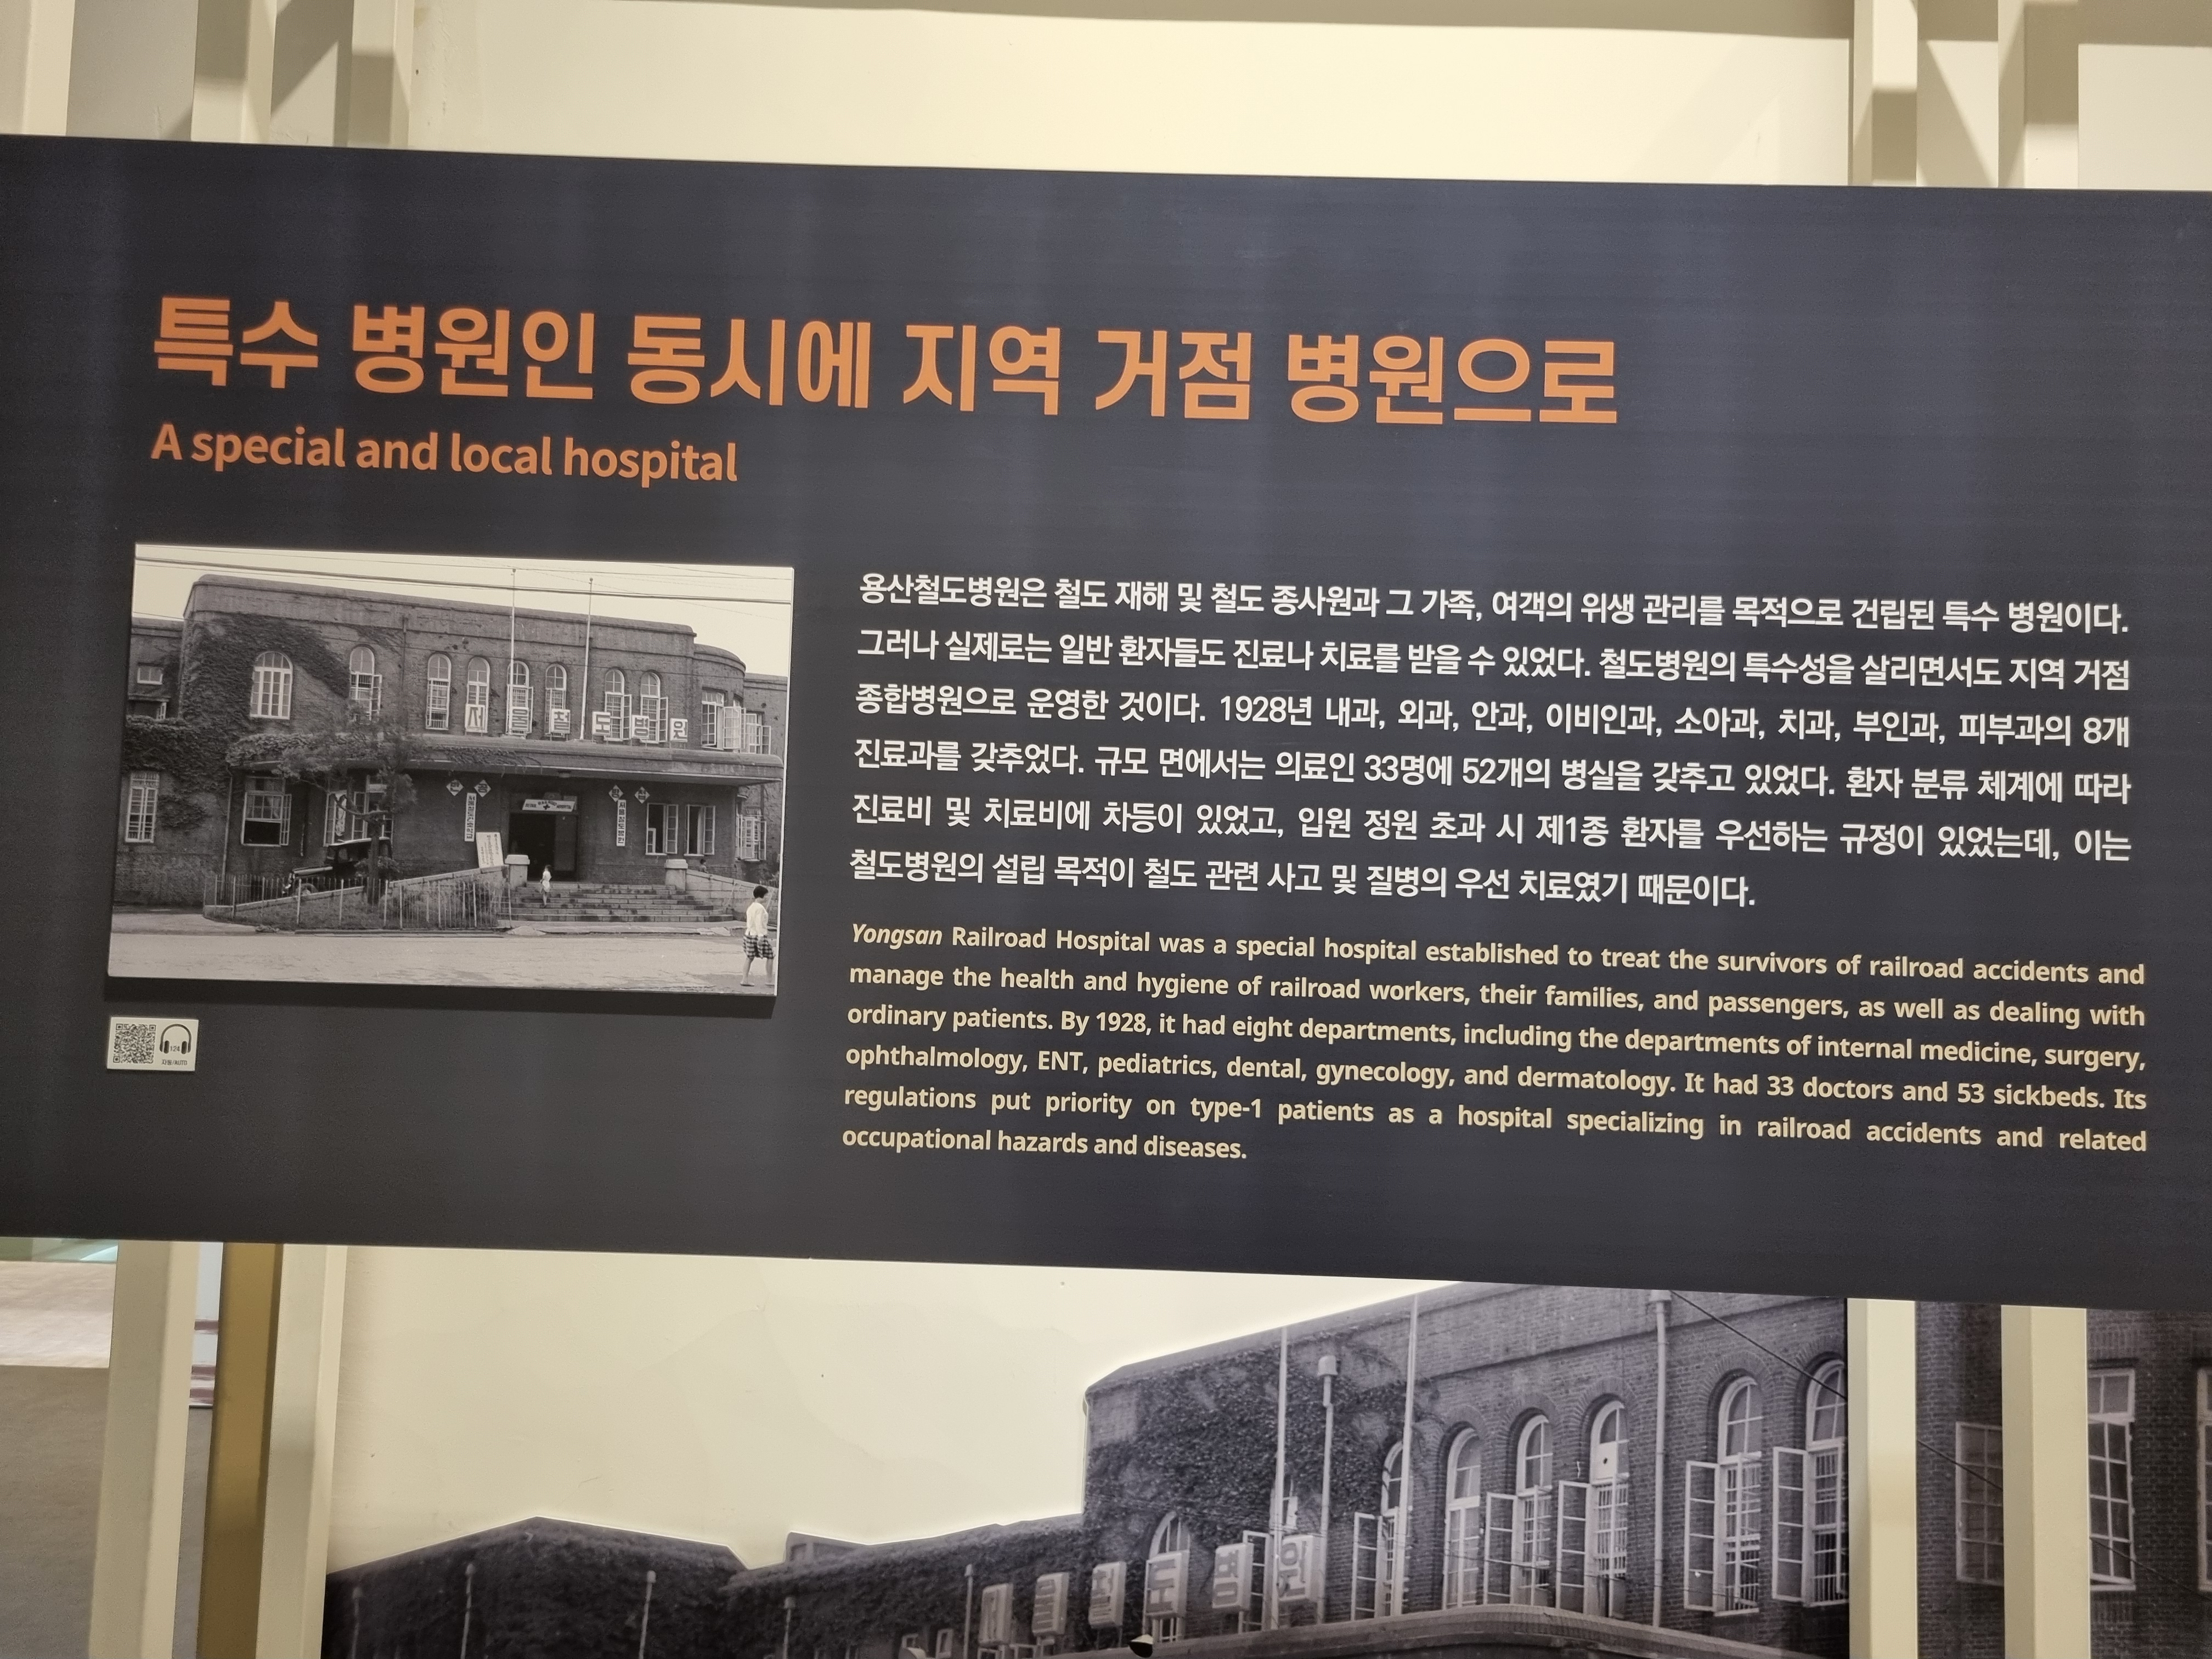 특수 병원인 동시에 지역 거점 병원으로
A special and local hospital
서울철도병원
용산철도병원은 철도 재해 및 철도 종사원과 그 가족, 여객의 위생 관리를 목적으로 건립된 특수 병원이다.
그러나 실제로는 일반 환자들도 진료나 치료를 받을 수 있었다. 철도병원의 특수성을 살리면서도 지역 거점
종합병원으로 운영한 것이다. 1928년 내과, 외과, 안과, 이비인과, 소아과, 치과, 부인과, 피부과의 8개
진료과를 갖추었다. 규모 면에서는 의료인 33명에 52개의 병실을 갖추고 있었다. 환자 분류 체계에 따라
진료비 및 치료비에 차등이 있었고, 입원 정원 초과 시 제1종 환자를 우선하는 규정이 있었는데, 이는
철도병원의 설립 목적이 철도 관련 사고 및 질병의 우선 치료였기 때문이다.
Yongsan Railroad Hospital was a special hospital established to treat the survivors of railroad accidents and
manage the health and hygiene of railroad workers, their families, and passengers, as well as dealing with
ordinary patients. By 1928, it had eight departments, including the departments of internal medicine, surgery,
ophthalmology, ENT, pediatrics, dental, gynecology, and dermatology. It had 33 doctors and 53 sickbeds. Its
regulations put priority on type-1 patients as a hospital specializing in railroad accidents and related
occupational hazards and diseases.
124
자동/AUTO
서울철도병원